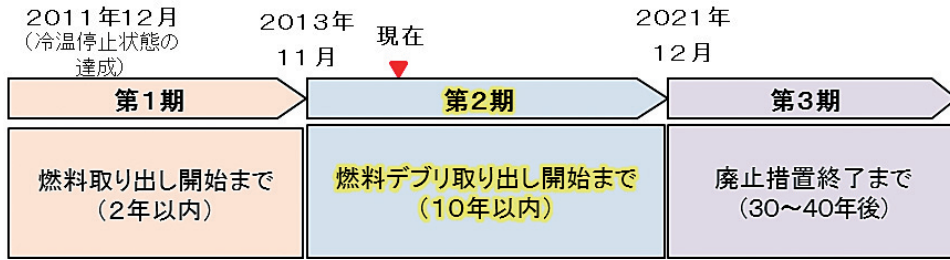 2011年12月
(冷温停止状態の
達成)
2013年
11月
現在
2021年
12月
第1期
第2期
第3期
燃料取り出し開始まで
(2年以内)
燃料デブリ取り出し開始まで
(10年以内)
廃止措置終了まで
(30～40年後)